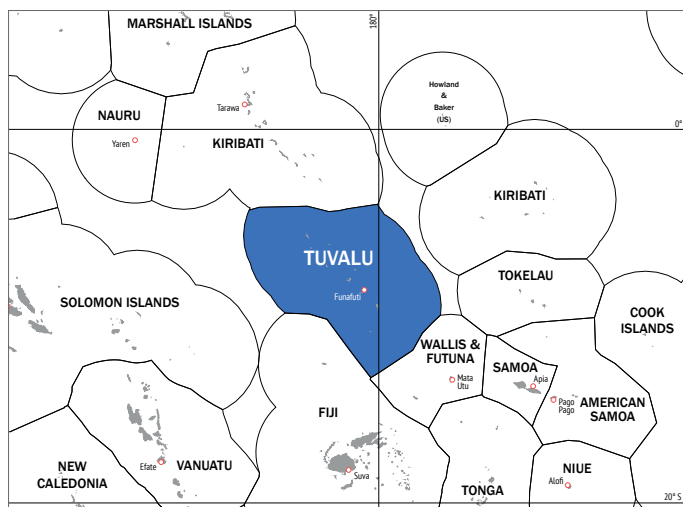 180°
MARSHALL ISLANDS
Howland
&
Baker
(US)
Tarawa
NAURU
0°
Yaren
KIRIBATI
KIRIBATI
TUVALU
TOKELAU
Funafuti
SOLOMON ISLANDS
COOK
ISLANDS
WALLIS &
FUTUNA
SAMOA
Mata
Utu
Apia
Pago
Pago
AMERICAN
SAMOA
FIJI
Efate
VANUATU
Suva
NEW
CALEDONIA
NIUE
Alofi
TONGA
20° S